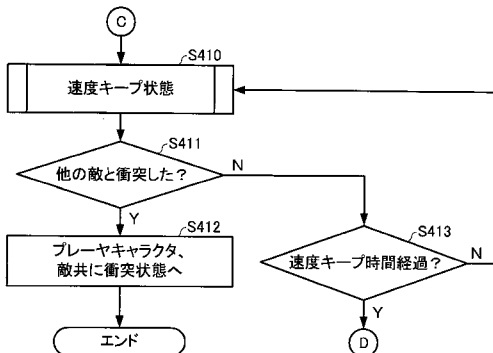 C
S410
速度キープ状態
S411
他の敵と衝突した?
N
Y
S412
プレーヤキャラクタ、
敵共に衝突状態へ
エンド
S413
速度キープ時間経過?
N
Y
D